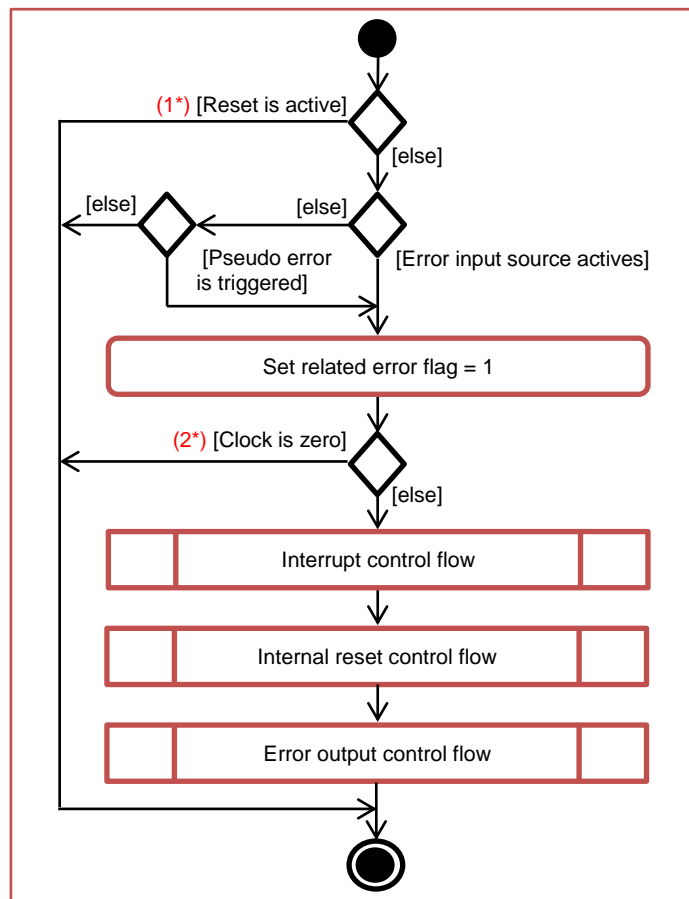 (1*) [Reset is active]
[else]
[else]
[else]
[Pseudo error
is triggered]
[Error input source actives]
Set related error flag = 1
(2*) [Clock is zero]
[else]
Interrupt control flow
Internal reset control flow
Error output control flow